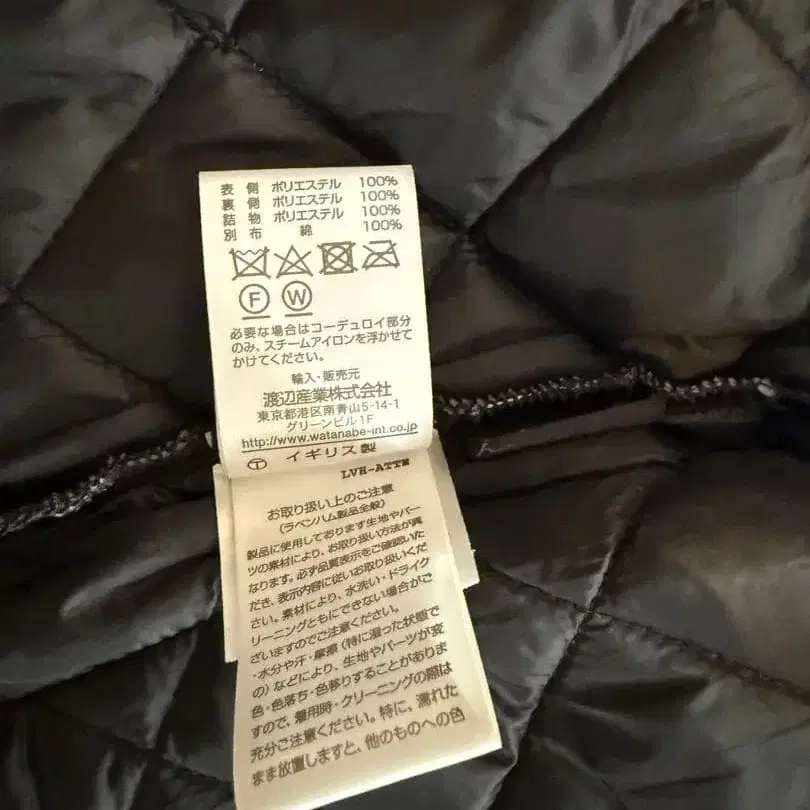 表 側 ポリエステル 100%
裏 側 ポリエステル 100%
詰 物 ポリエステル 100%
別 布 綿 100%
F W
必要な場合はコーデュロイ部分
のみ、スチームアイロンを浮かせて
かけてください。
輸入・販売元
渡辺産業株式会社
東京都港区南青山5-14-1
グリーンビル1F
http://www.watanabe-int.co.jp
T イギリス製
LVH-ATTN
お取り扱い上のご注意
(ラベンハム製品全般)
製品に使用しております生地やパー
ツの素材により、お取り扱い方法が異
なります。必ず品質表示をご確認いた
だき、表示内容に従いお取り扱いくだ
さい。素材により、水洗い・ドライク
リーニングともにできない場合がご
ざいますのでご注意ください。
・水分や汗・摩擦(特に湿った状態で
の)などにより、生地やパーツが変
色・色落ち・色移りすることがありま
すので、着用時・クリーニングの際は
充分ご注意ください。特に、濡れた
まま放置しますと、他のものへの色